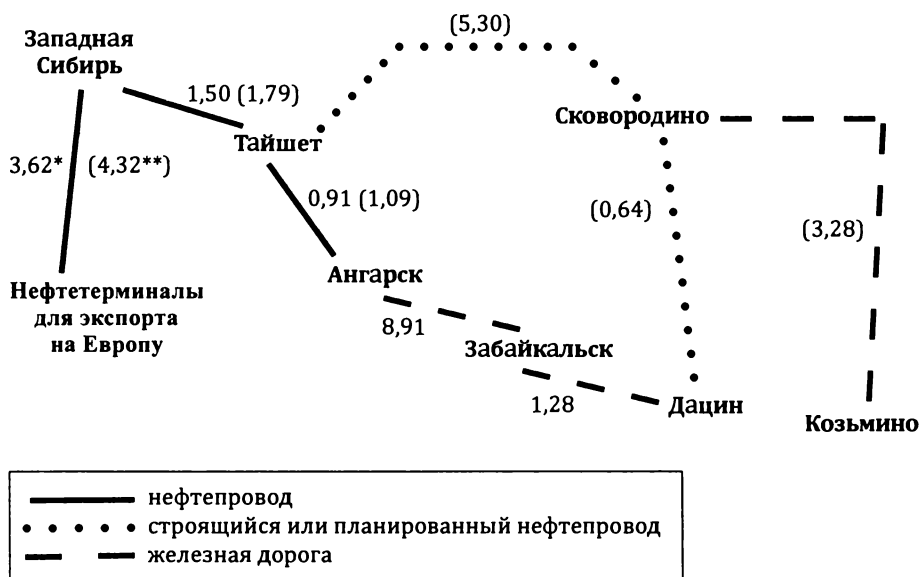 (5,30)
Западная
Сибирь
1,50 (1,79)
Сковородино
Тайшет
3,62*
(4,32**)
0,91 (1,09)
(0,64)
(3,28)
Ангарск
Нефтетерминалы
для экспорта
на Европу
8,91
Забайкальск
1,28
Дацин
Козьмино
нефтепровод
строящийся или планированный нефтепровод
железная дорога